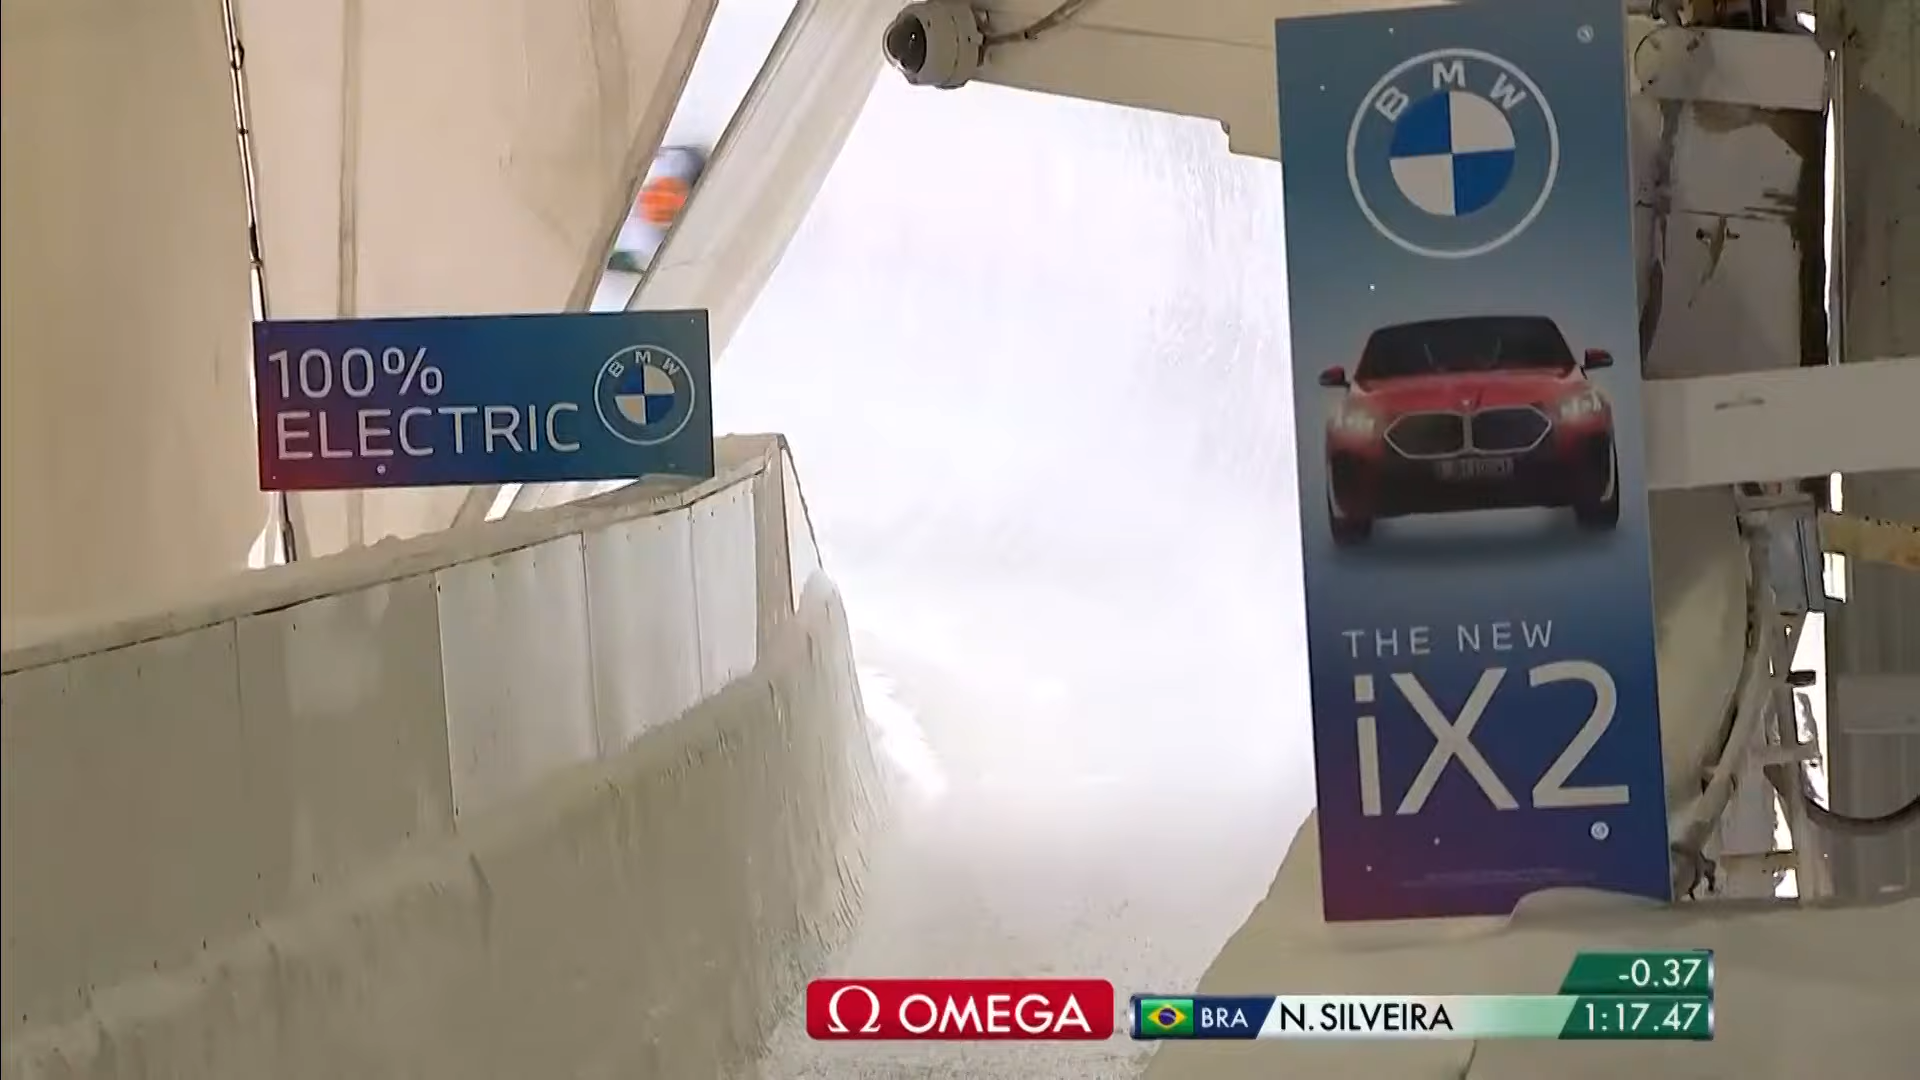 BMW
100%
ELECTRIC
BMW
THE NEW
iX2
-0.37
Ω OMEGA
BRA N. SILVEIRA 1:17.47